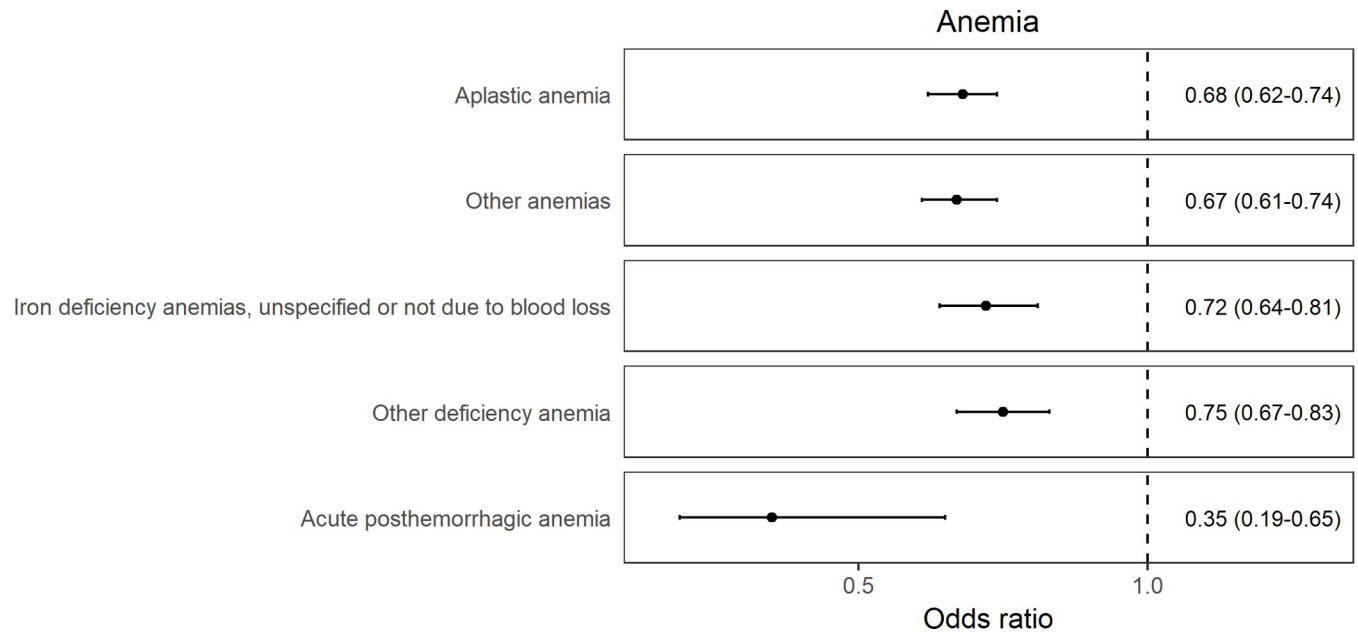 Anemia
Aplastic anemia
0.68 (0.62-0.74)
Other anemias
0.67 (0.61-0.74)
Iron deficiency anemias, unspecified or not due to blood loss
0.72 (0.64-0.81)
Other deficiency anemia
0.75 (0.67-0.83)
Acute posthemorrhagic anemia
0.35 (0.19-0.65)
0.5 1.0
Odds ratio